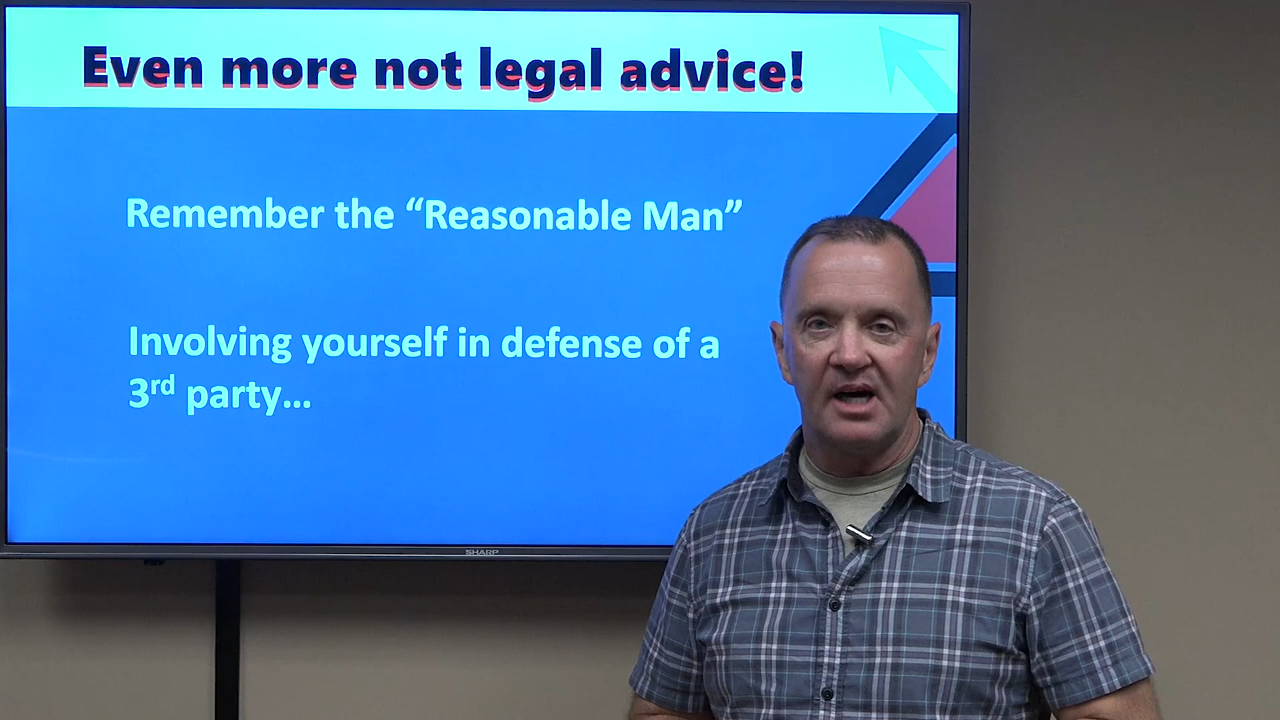 Even more not legal advice!
Remember the “Reasonable Man”
Involving yourself in defense of a
3rd party...
SHARP